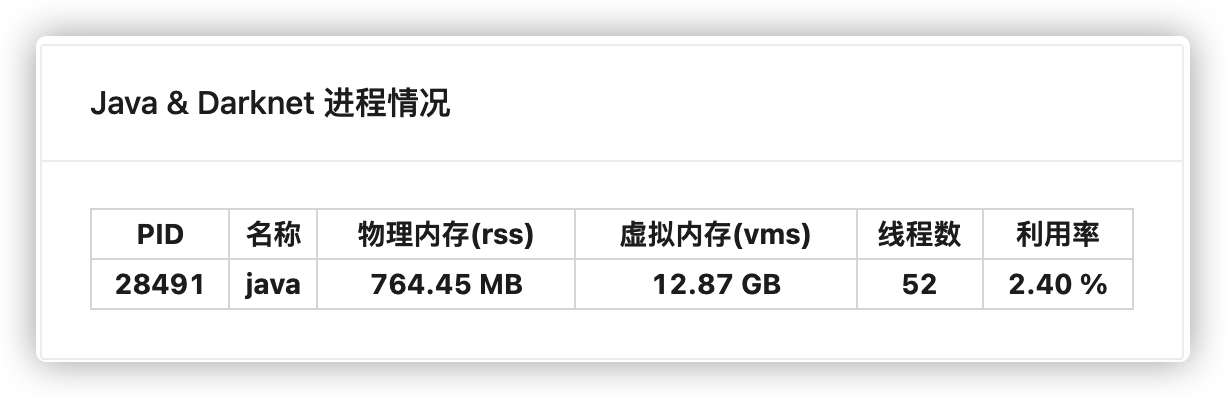 Java & Darknet 进程情况
PID 名称 物理内存(rss) 虚拟内存(vms) 线程数 利用率
28491 java 764.45 MB 12.87 GB 52 2.40 %